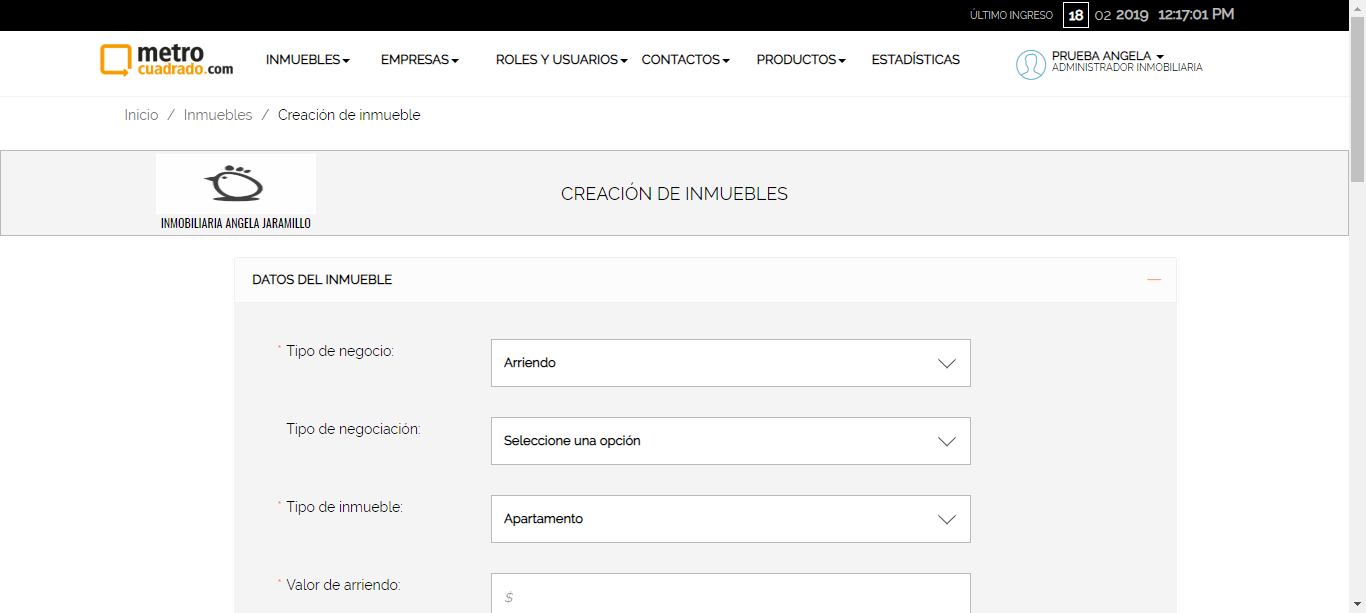 ÚLTIMO INGRESO 18 02 2019 12:17:01 PM
metro
cuadrado.com
INMUEBLES EMPRESAS ROLES Y USUARIOS CONTACTOS PRODUCTOS ESTADÍSTICAS
PRUEBA ANGELA
ADMINISTRADOR INMOBILIARIA
Inicio / Inmuebles / Creación de inmueble
INMOBILIARIA ANGELA JARAMILLO
CREACIÓN DE INMUEBLES
DATOS DEL INMUEBLE
* Tipo de negocio: Arriendo
Tipo de negociación: Seleccione una opción
* Tipo de inmueble: Apartamento
* Valor de arriendo: $